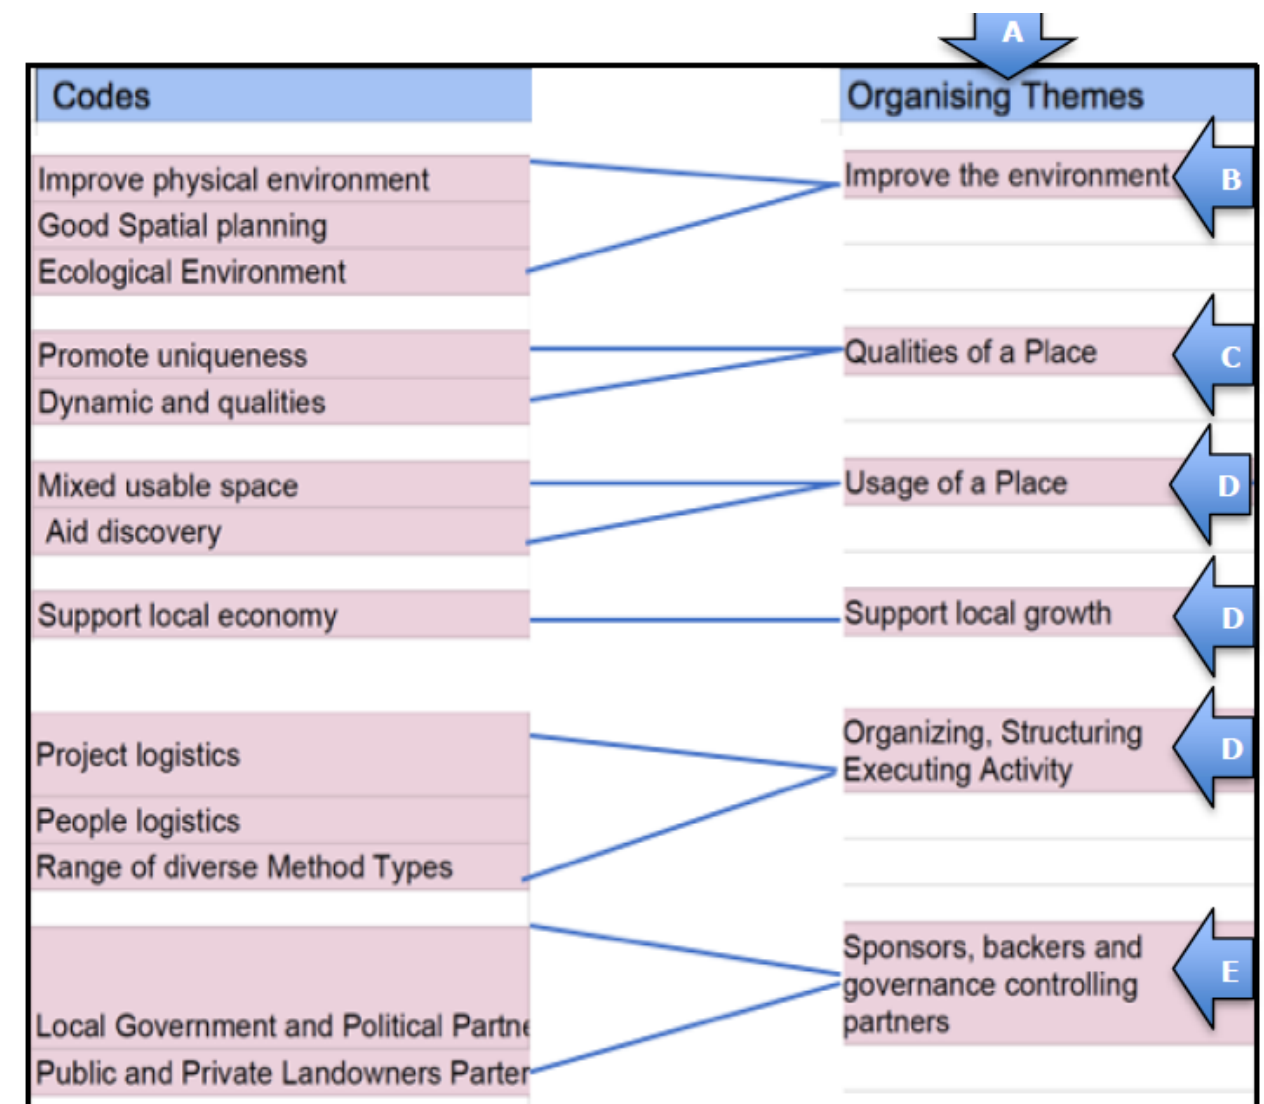 A
Codes
Organising Themes
Improve physical environment
Good Spatial planning
Ecological Environment
Improve the environment
B
Promote uniqueness
Dynamic and qualities
Qualities of a Place
C
Mixed usable space
Aid discovery
Usage of a Place
D
Support local economy
Support local growth
D
Project logistics
People logistics
Range of diverse Method Types
Organizing, Structuring
Executing Activity
D
Local Government and Political Partne
Public and Private Landowners Parter
Sponsors, backers and
governance controlling
partners
E